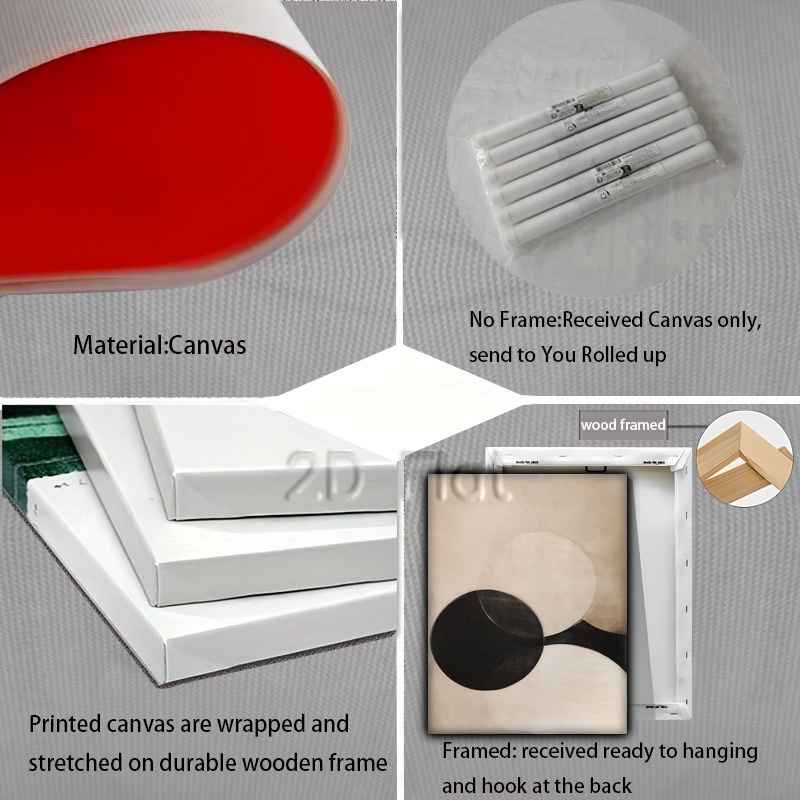 Material:Canvas
No Frame:Received Canvas only,
send to You Rolled up
2D Flat
wood framed
Printed canvas are wrapped and
stretched on durable wooden frame
Framed: received ready to hanging
and hook at the back